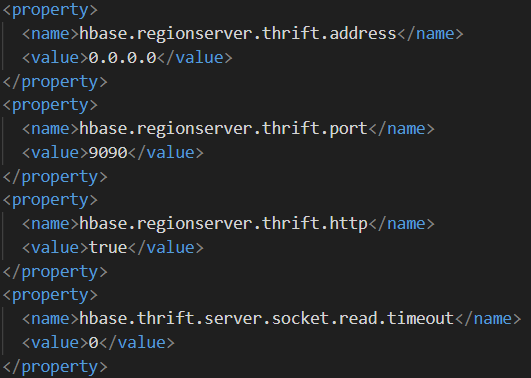 <property>
<name>hbase.regionserver.thrift.address</name>
<value>0.0.0.0</value>
</property>
<property>
<name>hbase.regionserver.thrift.port</name>
<value>9090</value>
</property>
<property>
<name>hbase.regionserver.thrift.http</name>
<value>true</value>
</property>
<property>
<name>hbase.thrift.server.socket.read.timeout</name>
<value>0</value>
</property>